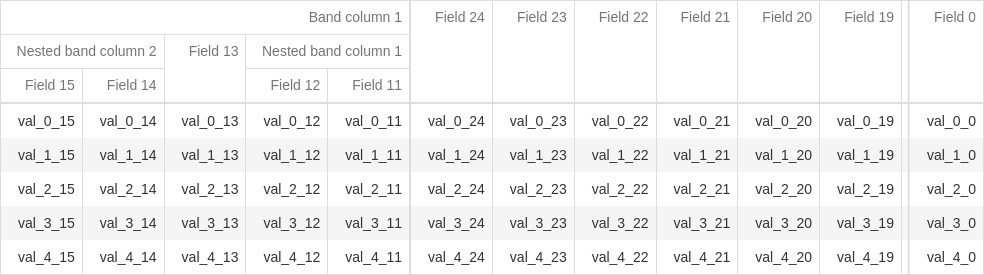 Band column 1 Field 24 Field 23 Field 22 Field 21 Field 20 Field 19 Field 0
Nested band column 2 Field 13 Nested band column 1
Field 15 Field 14 Field 12 Field 11
val_0_15 val_0_14 val_0_13 val_0_12 val_0_11 val_0_24 val_0_23 val_0_22 val_0_21 val_0_20 val_0_19 val_0_0
val_1_15 val_1_14 val_1_13 val_1_12 val_1_11 val_1_24 val_1_23 val_1_22 val_1_21 val_1_20 val_1_19 val_1_0
val_2_15 val_2_14 val_2_13 val_2_12 val_2_11 val_2_24 val_2_23 val_2_22 val_2_21 val_2_20 val_2_19 val_2_0
val_3_15 val_3_14 val_3_13 val_3_12 val_3_11 val_3_24 val_3_23 val_3_22 val_3_21 val_3_20 val_3_19 val_3_0
val_4_15 val_4_14 val_4_13 val_4_12 val_4_11 val_4_24 val_4_23 val_4_22 val_4_21 val_4_20 val_4_19 val_4_0